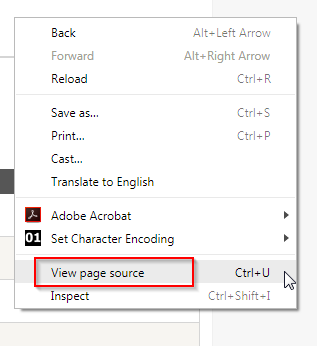 Back Alt+Left Arrow
Forward Alt+Right Arrow
Reload Ctrl+R
Save as... Ctrl+S
Print... Ctrl+P
Cast...
Translate to English
Adobe Acrobat
01 Set Character Encoding
View page source Ctrl+U
Inspect Ctrl+Shift+I